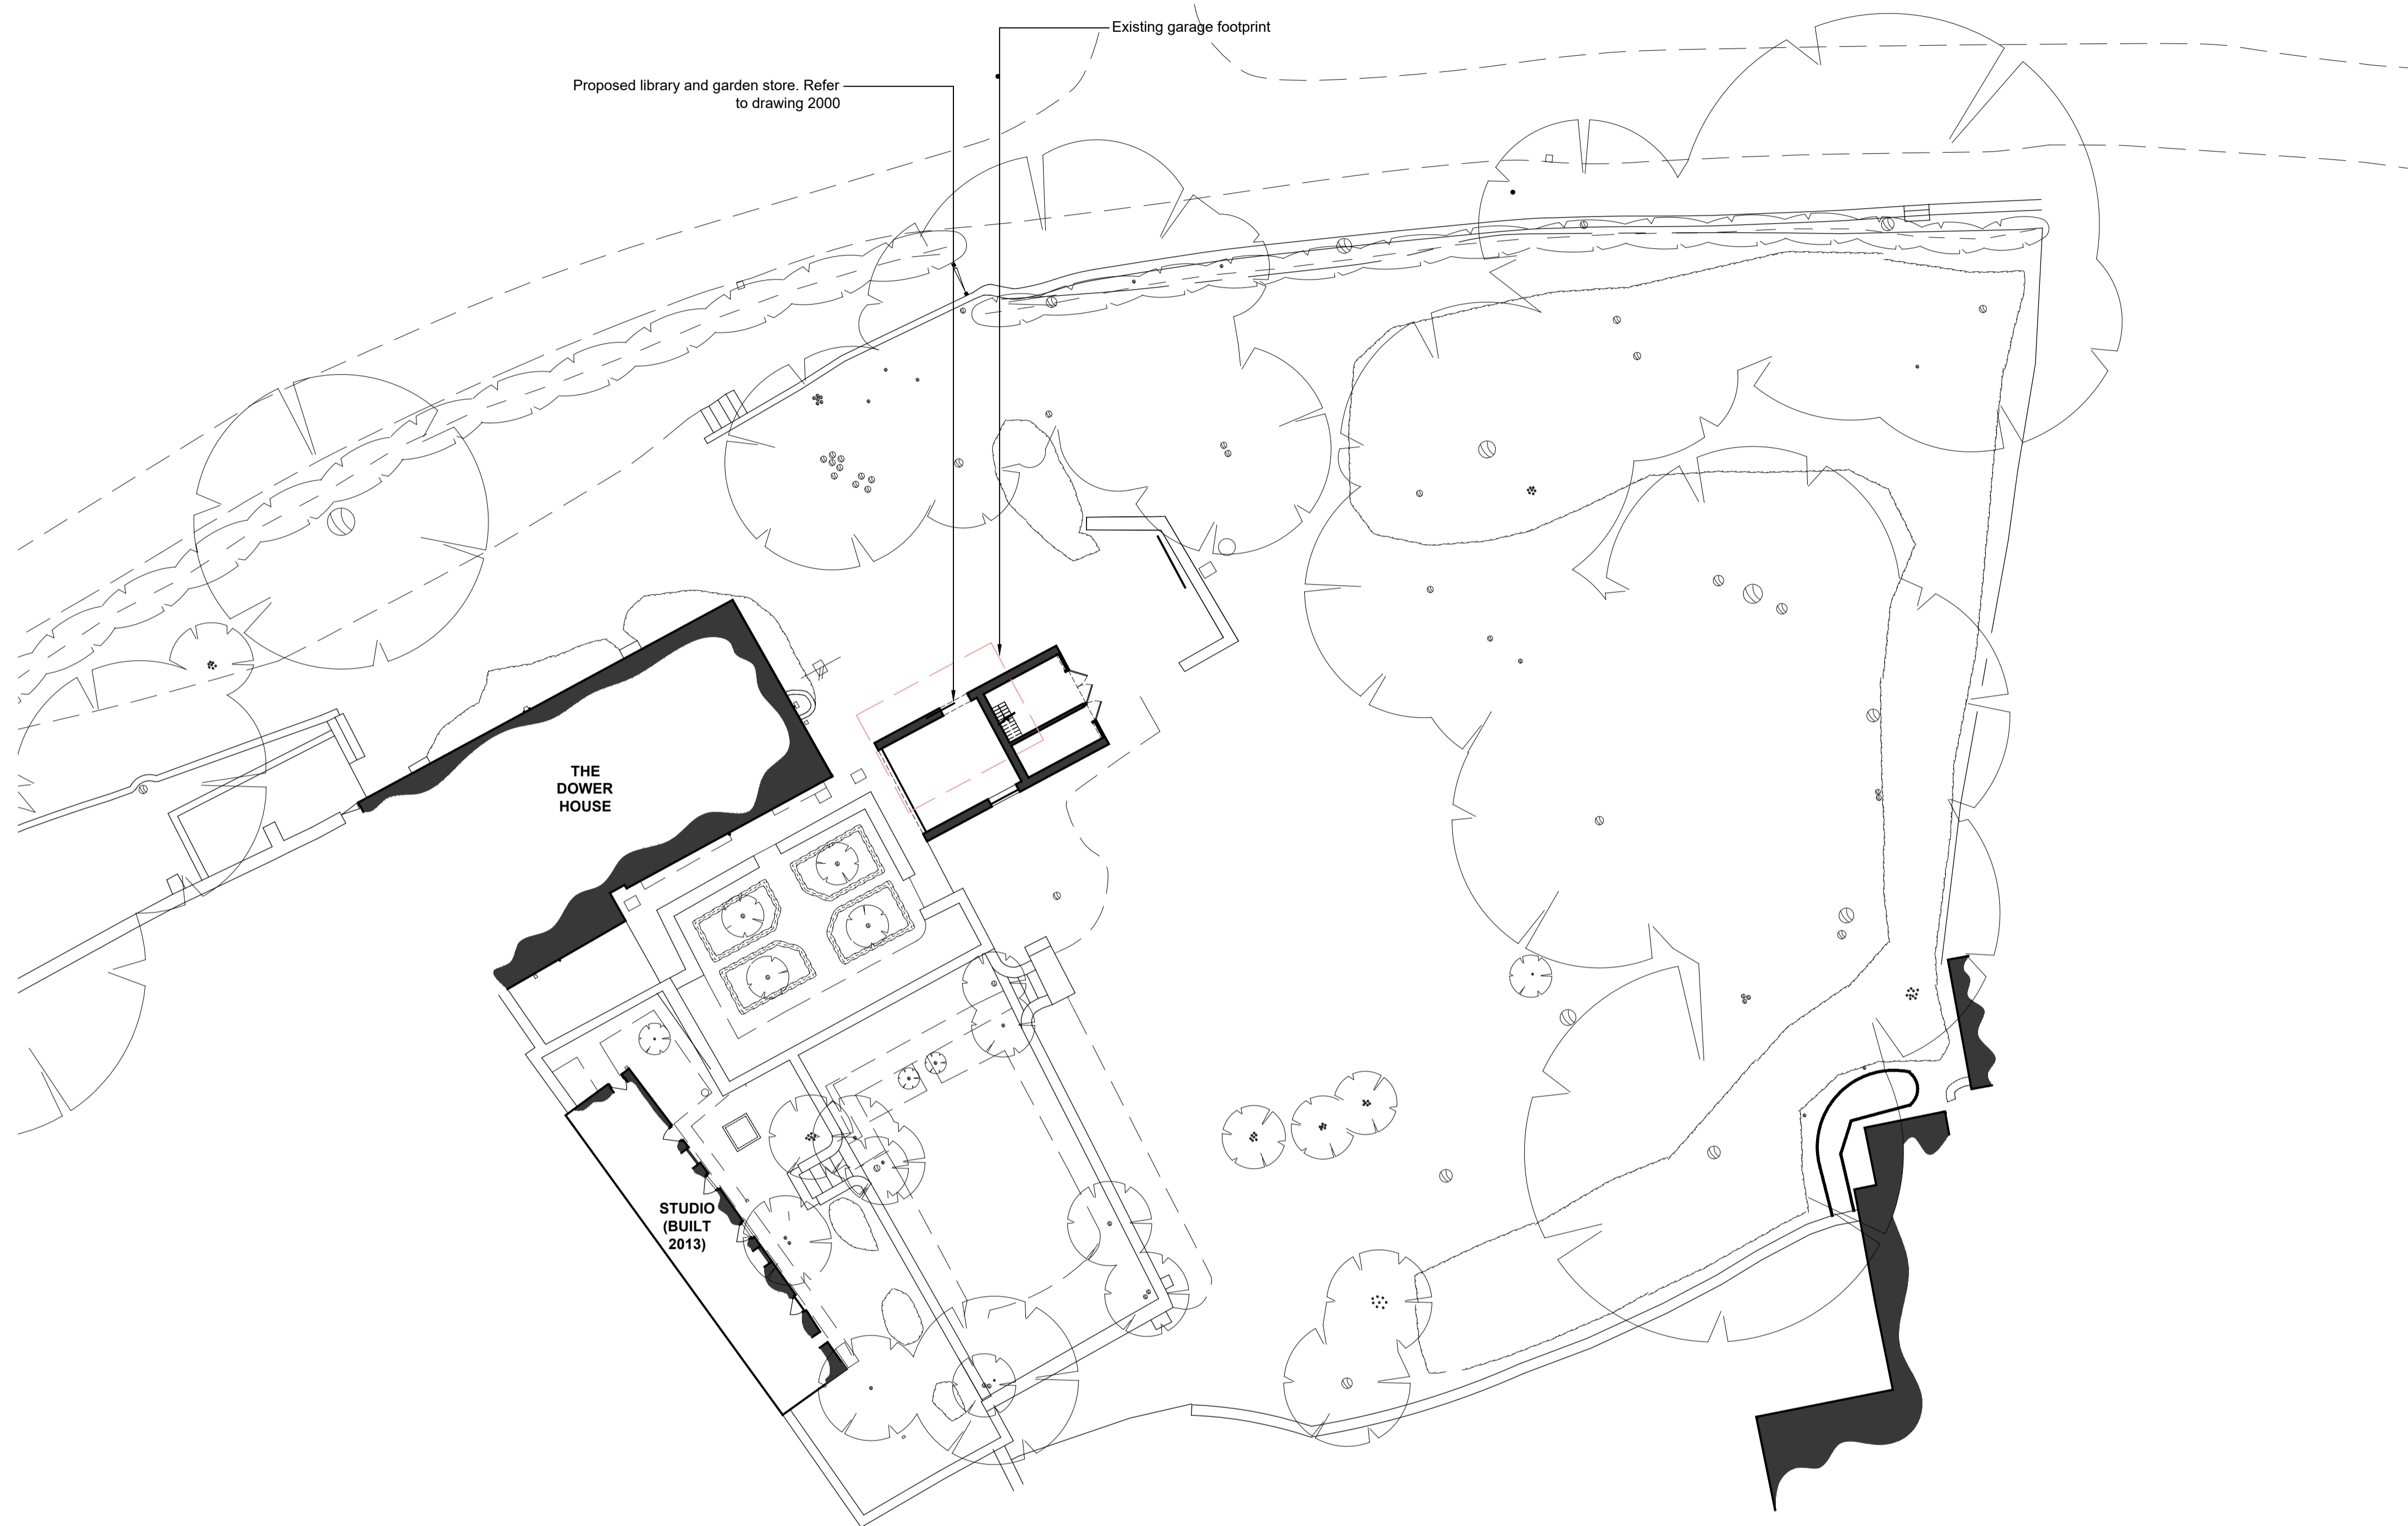 Existing garage footprint
Proposed library and garden store. Refer
to drawing 2000
THE
DOWER
HOUSE
STUDIO
(BUILT
2013)